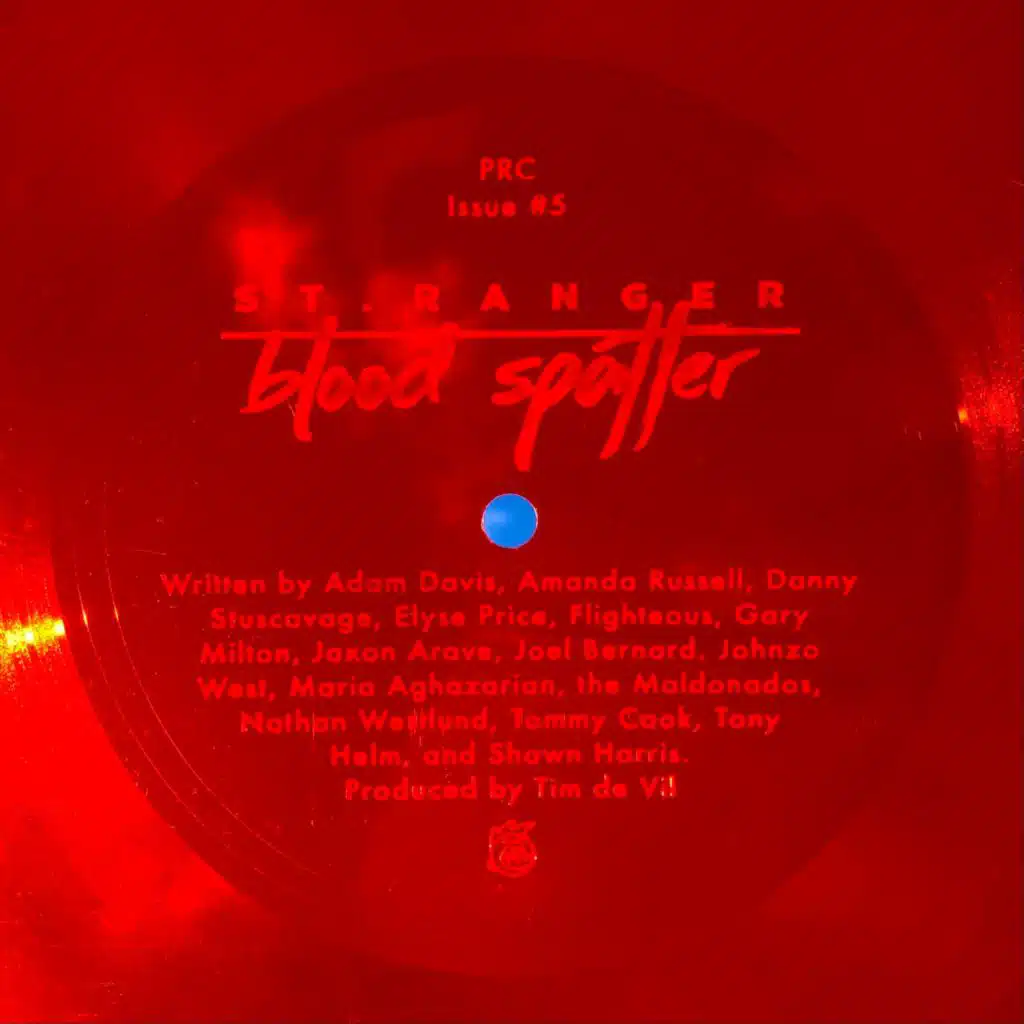 PRC
Issue #5
ST. RANGER
blood spatter
Written by Adam Davis, Amanda Russell, Danny
Stuscavage, Elyse Price, Flighteous, Gary
Milton, Jaxon Arave, Joel Bernard, Johnzo
West, Maria Aghazarian, the Maldonados,
Nathan Westlund, Tommy Cook, Tony
Helm, and Shawn Harris.
Produced by Tim de Vil